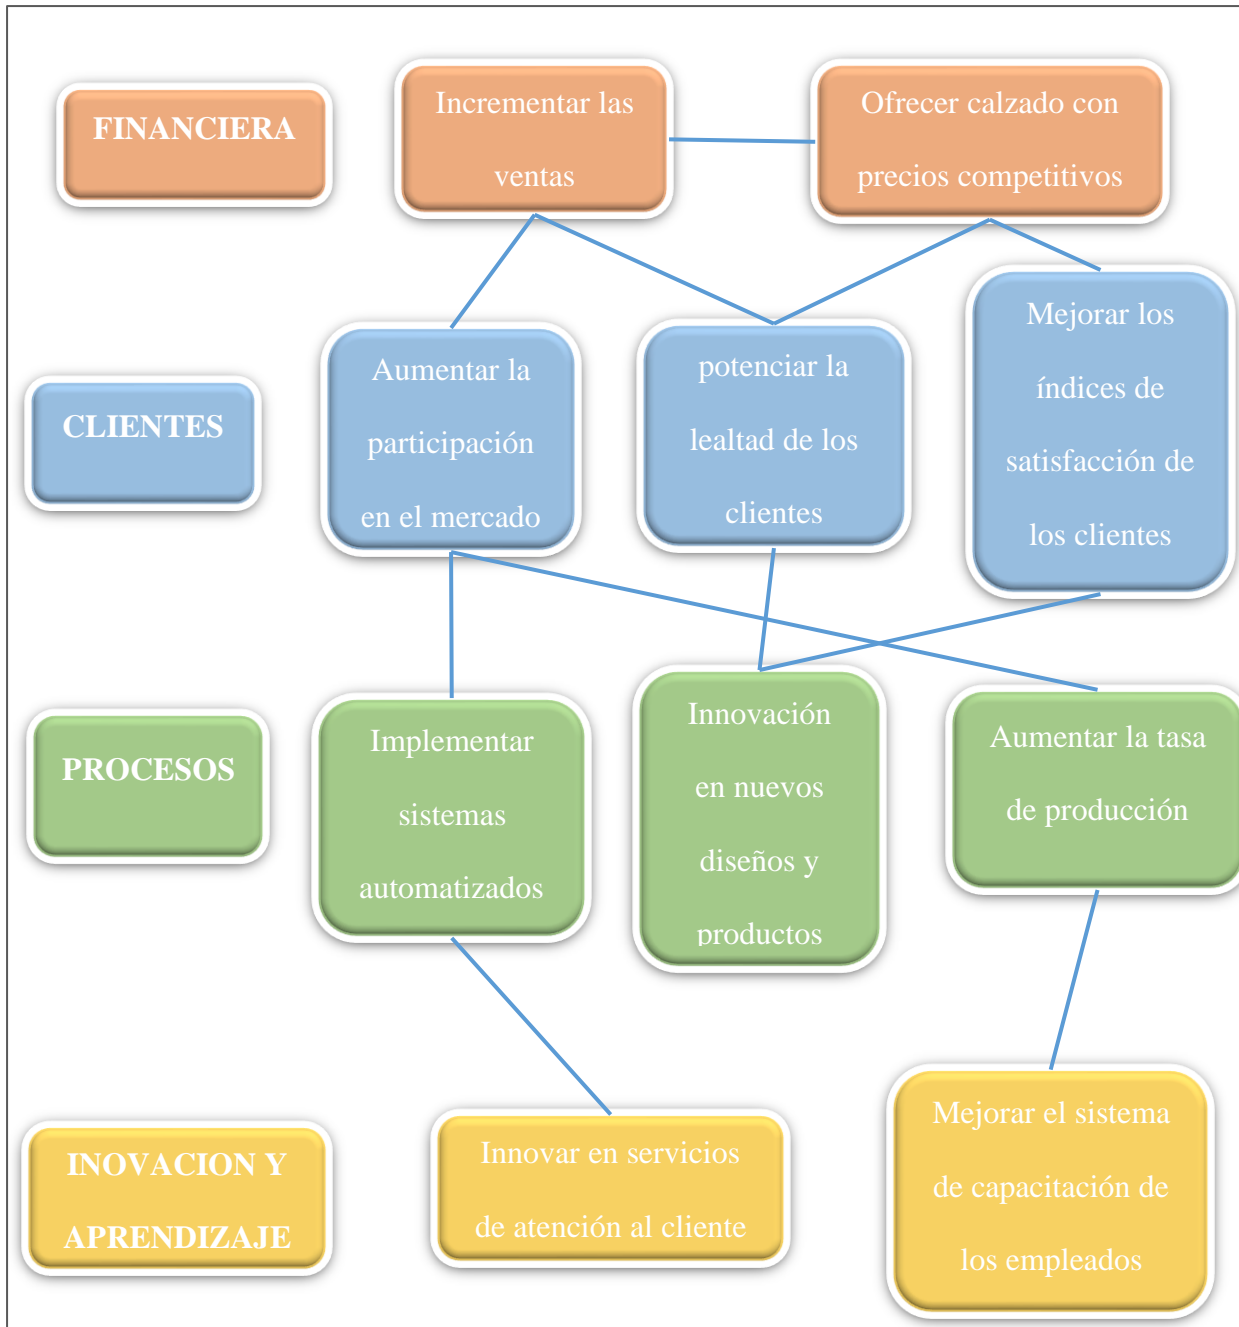 FINANCIERA
Incrementar las
ventas
Ofrecer calzado con
precios competitivos
CLIENTES
Aumentar la
participación
en el mercado
potenciar la
lealtad de los
clientes
Mejorar los
índices de
satisfacción de
los clientes
PROCESOS
Implementar
sistemas
automatizados
Innovación
en nuevos
diseños y
productos
Aumentar la tasa
de producción
INOVACION Y
APRENDIZAJE
Innovar en servicios
de atención al cliente
Mejorar el sistema
de capacitación de
los empleados